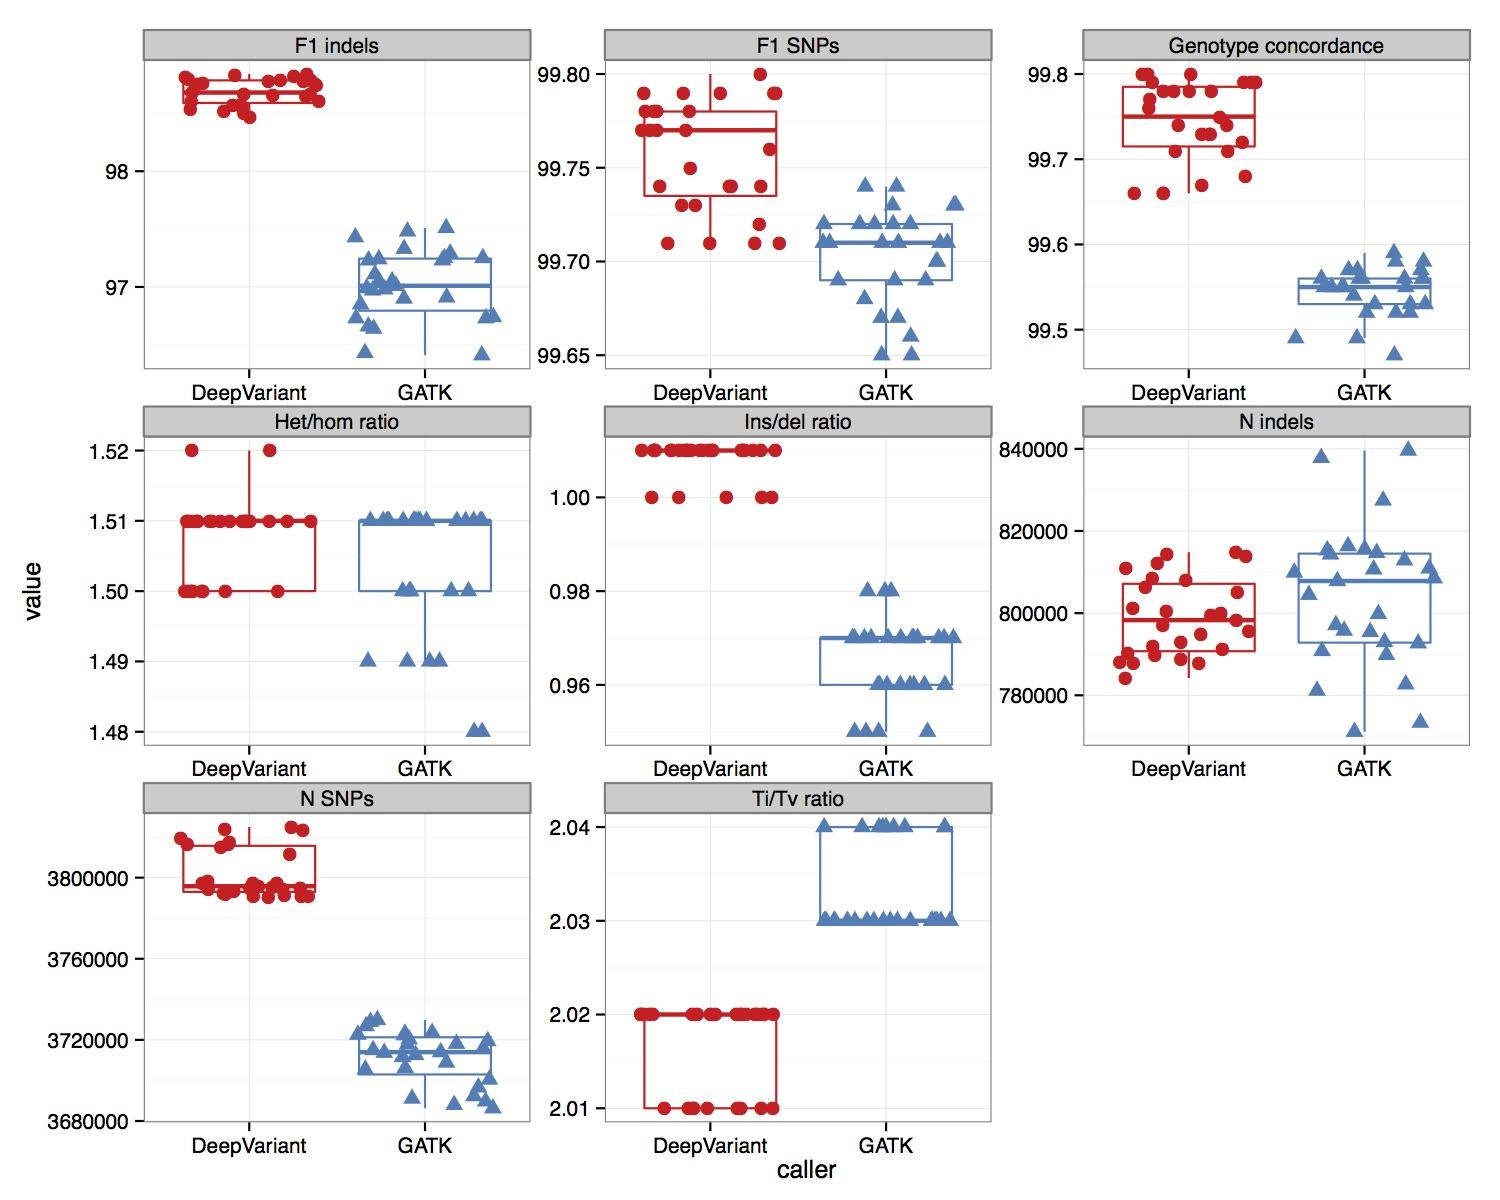 F1 indels
F1 SNPs
Genotype concordance
98
97
99.80
99.75
99.70
99.65
99.8
99.7
99.6
99.5
DeepVariant GATK
DeepVariant GATK
DeepVariant GATK
Het/hom ratio
Ins/del ratio
N indels
value
1.52
1.51
1.50
1.49
1.48
1.00
0.98
0.96
840000
820000
800000
780000
DeepVariant GATK
DeepVariant GATK
DeepVariant GATK
N SNPs
Ti/Tv ratio
3800000
3760000
3720000
3680000
2.04
2.03
2.02
2.01
DeepVariant GATK
DeepVariant GATK
caller